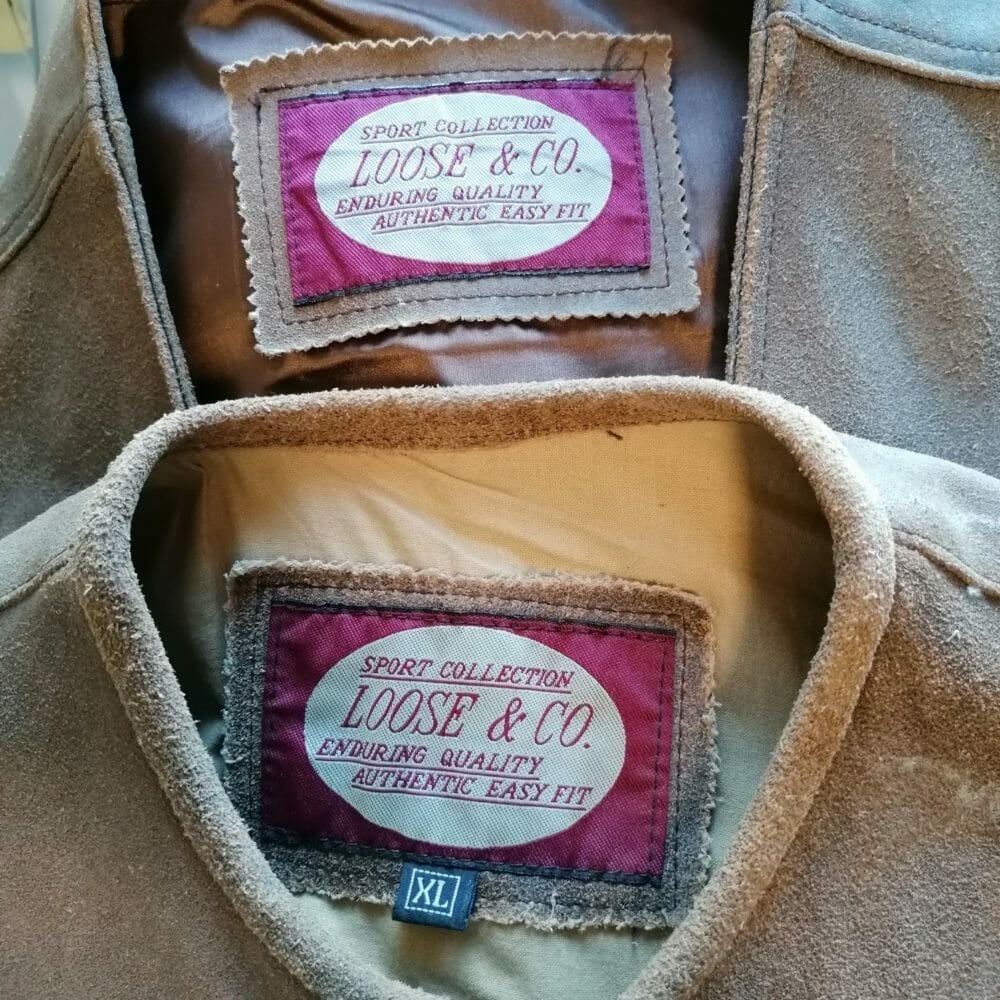 SPORT COLLECTION
LOOSE & CO.
ENDURING QUALITY
AUTHENTIC EASY FIT
SPORT COLLECTION
LOOSE & CO.
ENDURING QUALITY
AUTHENTIC EASY FIT
XL